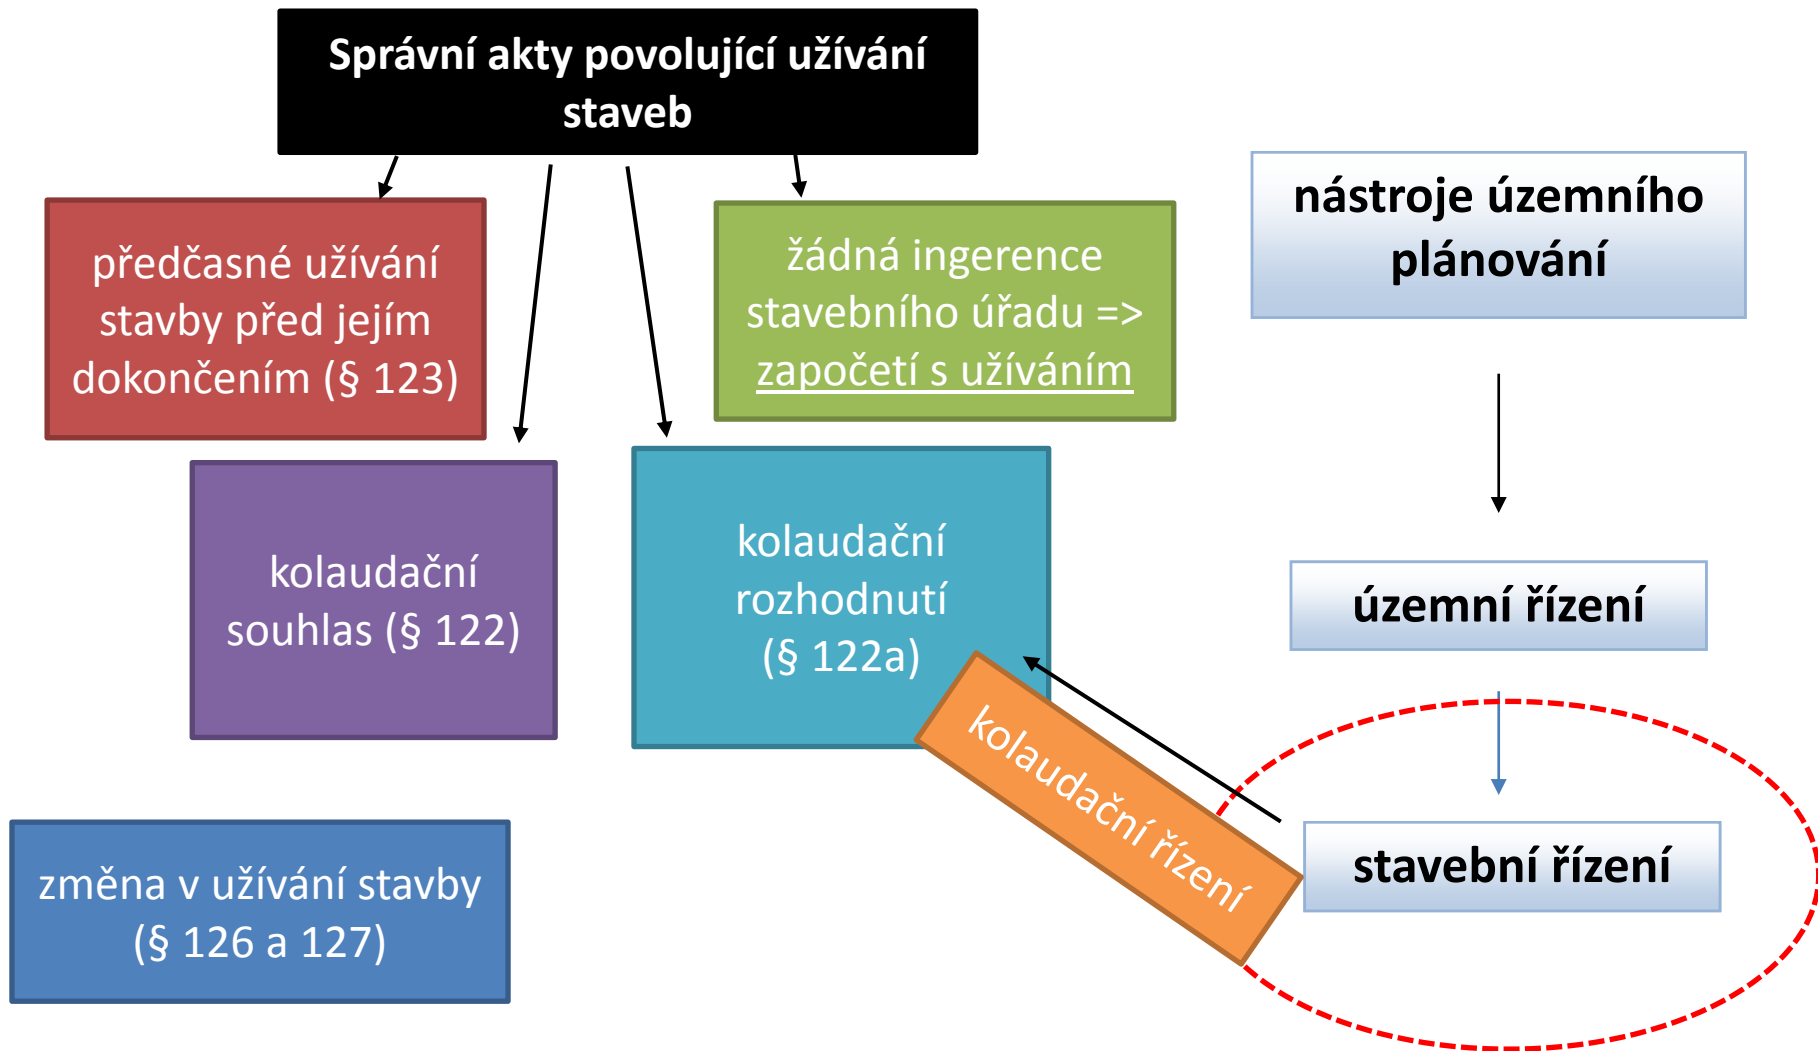 Správní akty povolující užívání
staveb
předčasné užívání
stavby před jejím
dokončením (§ 123)
žádná ingerence
stavebního úřadu =>
započetí s užíváním
kolaudační
souhlas (§ 122)
kolaudační
rozhodnutí
(§ 122a)
změna v užívání stavby
(§ 126 a 127)
nástroje územního
plánování
územní řízení
kolaudační řízení
stavební řízení